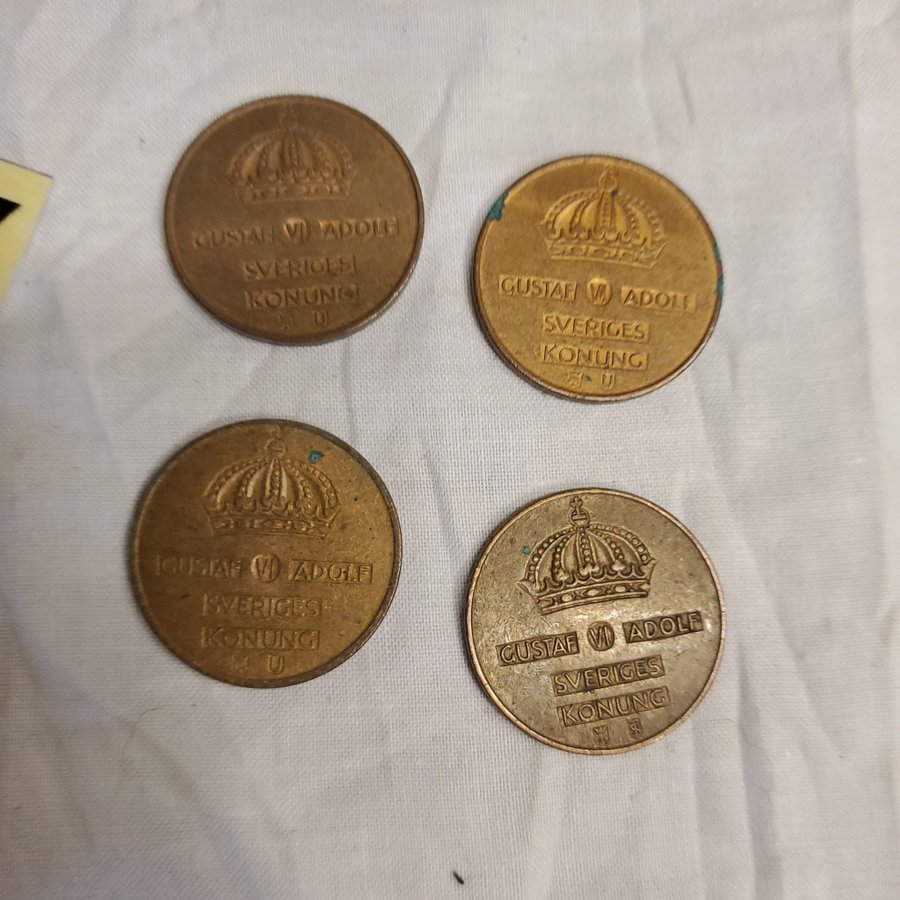 GUSTAF VI ADOLF
SVERIGES
KONUNG
U
GUSTAF VI ADOLF
SVERIGES
KONUNG
H U
GUSTAF VI ADOLF
SVERIGES
KONUNG
H U
GUSTAF VI ADOLF
SVERIGES
KONUNG
H S